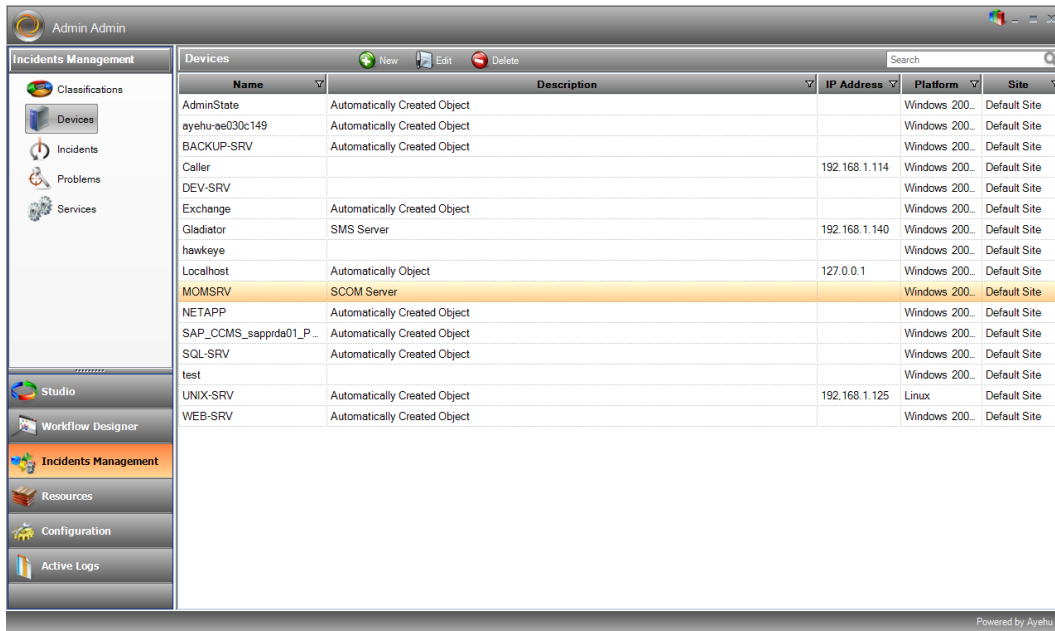 Admin Admin
Incidents Management
Classifications
Devices
Incidents
Problems
Services
Studio
Workflow Designer
Incidents Management
Resources
Configuration
Active Logs
Devices New Edit Delete Search
Name Description IP Address Platform Site
AdminState Automatically Created Object Windows 200... Default Site
ayehu-ae030c149 Automatically Created Object Windows 200... Default Site
BACKUP-SRV Automatically Created Object Windows 200... Default Site
Caller 192.168.1.114 Windows 200... Default Site
DEV-SRV Windows 200... Default Site
Exchange Automatically Created Object Windows 200... Default Site
Gladiator SMS Server 192.168.1.140 Windows 200... Default Site
hawkeye Windows 200... Default Site
Localhost Automatically Object 127.0.0.1 Windows 200... Default Site
MOMSRV SCOM Server Windows 200... Default Site
NETAPP Automatically Created Object Windows 200... Default Site
SAP_CCMS_sapprda01_P... Automatically Created Object Windows 200... Default Site
SQL-SRV Automatically Created Object Windows 200... Default Site
test Windows 200... Default Site
UNIX-SRV Automatically Created Object 192.168.1.125 Linux Default Site
WEB-SRV Automatically Created Object Windows 200... Default Site
Powered by Ayehu